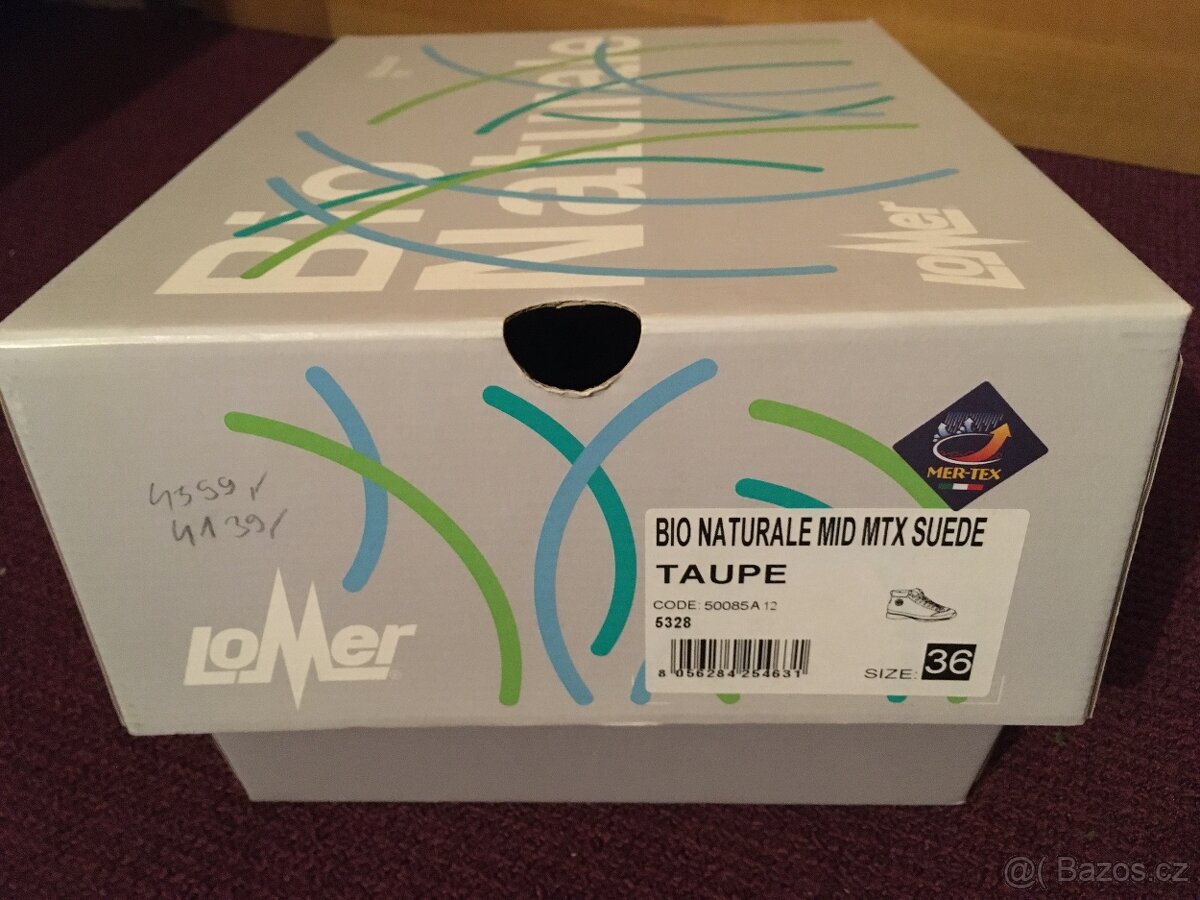 Bio
Naturale
LOMer
4399,-
4139,-
LOMer
MER-TEX
BIO NATURALE MID MTX SUEDE
TAUPE
CODE: 50085A 12
5328
8 056284 254631
SIZE: 36
@( Bazos.cz